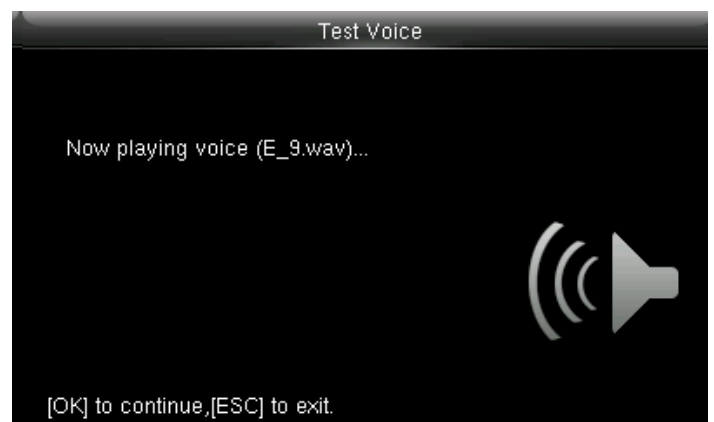 Test Voice
Now playing voice (E_9.wav)...
[OK] to continue,[ESC] to exit.